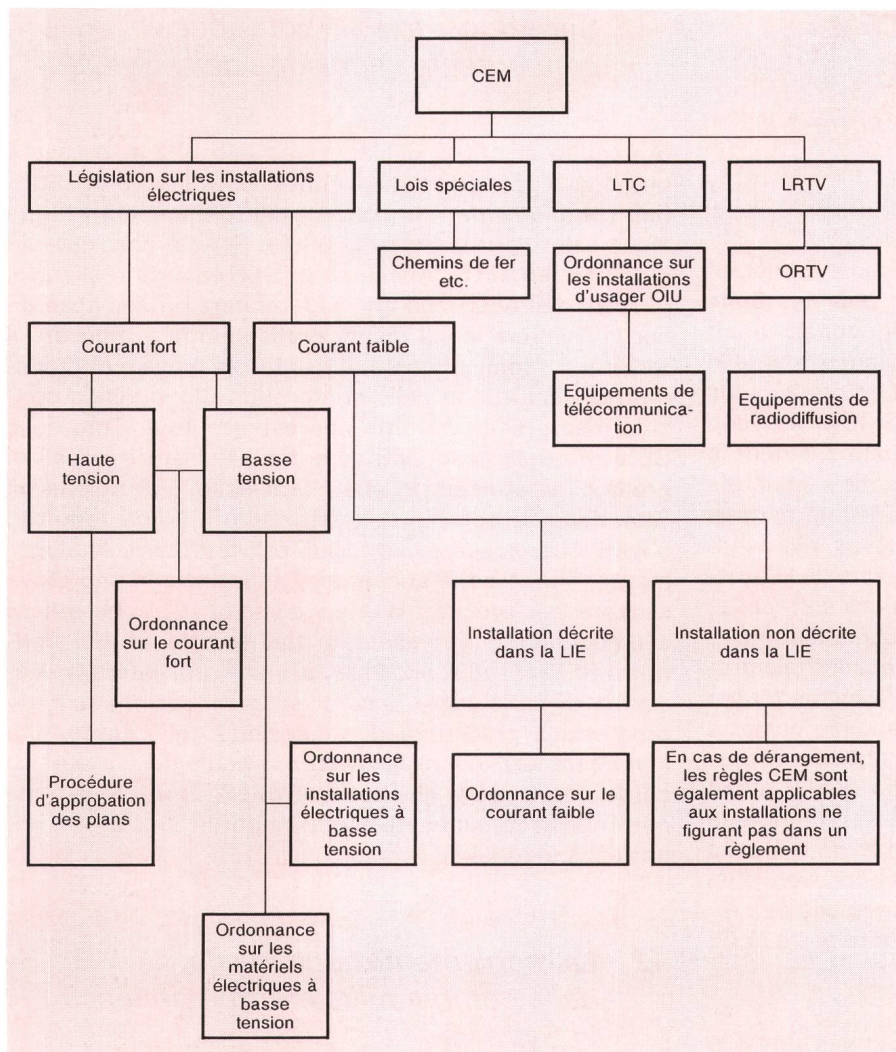 CEM
Législation sur les installations
électriques
Lois spéciales
LTC
LRTV
Chemins de fer
etc.
Ordonnance sur
les installations
d'usager OIU
ORTV
Courant fort
Courant faible
Equipements de
télécommunica-
tion
Equipements de
radiodiffusion
Haute
tension
Basse
tension
Ordonnance
sur le courant
fort
Installation décrite
dans la LIE
Installation non décrite
dans la LIE
Procédure
d'approbation
des plans
Ordonnance
sur les
installations
électriques à
basse
tension
Ordonnance sur le
courant faible
En cas de dérangement,
les règles CEM sont
également applicables
aux installations ne
figurant pas dans un
règlement
Ordonnance
sur les
matériels
électriques à
basse
tension